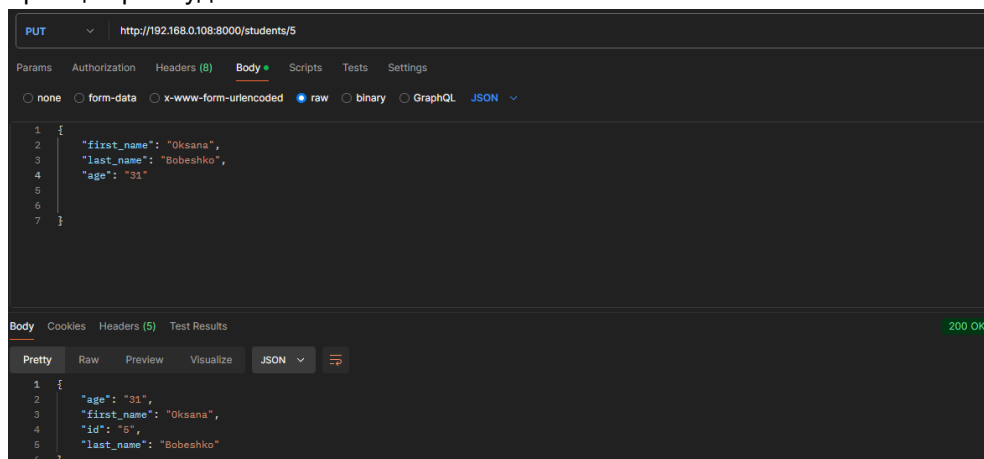 PUT http://192.168.0.108:8000/students/5
Params Authorization Headers (8) Body Scripts Tests Settings
none form-data x-www-form-urlencoded raw binary GraphQL JSON
1 {
2 "first_name": "Oksana",
3 "last_name": "Bobeshko",
4 "age": "31"
5
6
7 }
Body Cookies Headers (5) Test Results 200 OK
Pretty Raw Preview Visualize JSON
1 {
2 "age": "31",
3 "first_name": "Oksana",
4 "id": "5",
5 "last_name": "Bobeshko"